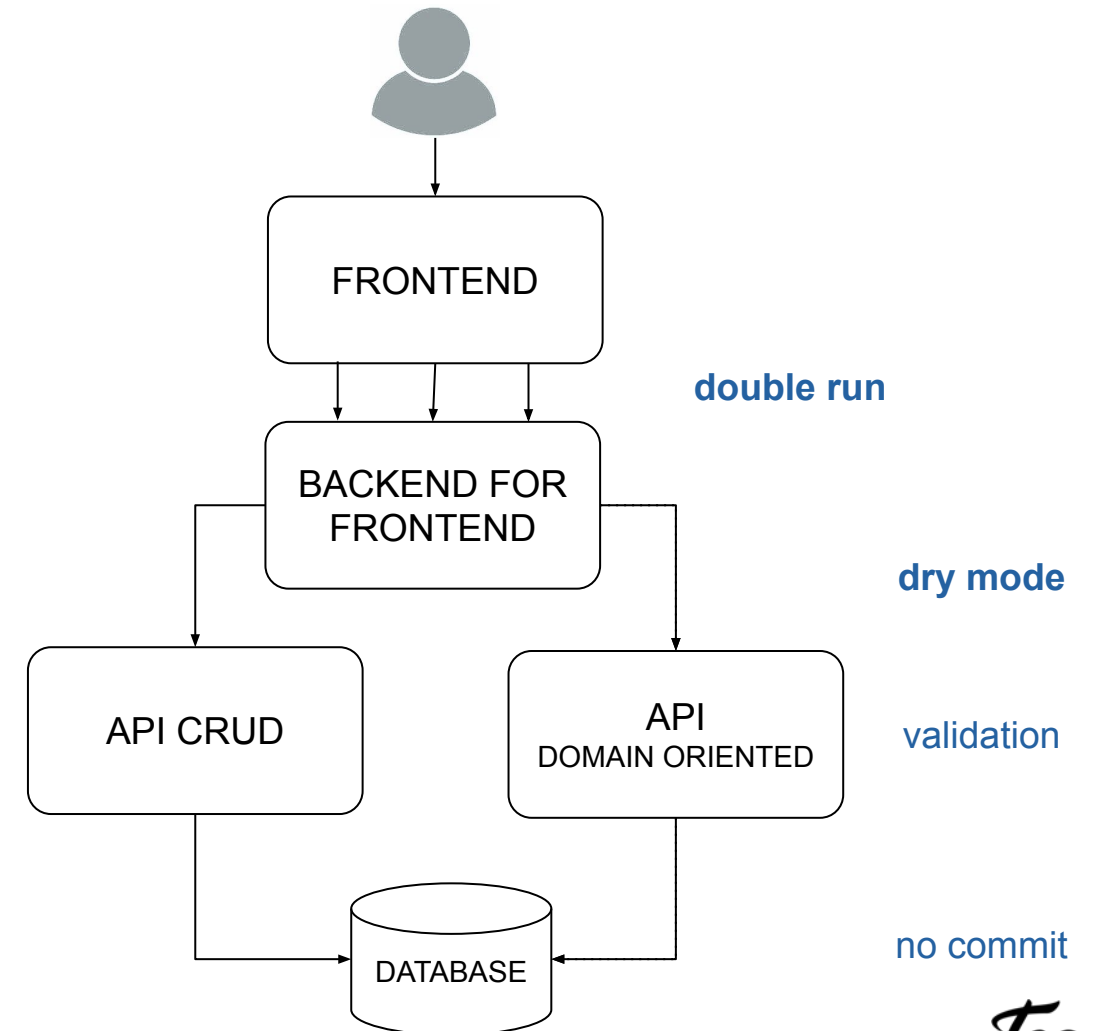 FRONTEND
double run
BACKEND FOR
FRONTEND
dry mode
API CRUD
API
DOMAIN ORIENTED
validation
DATABASE
no commit